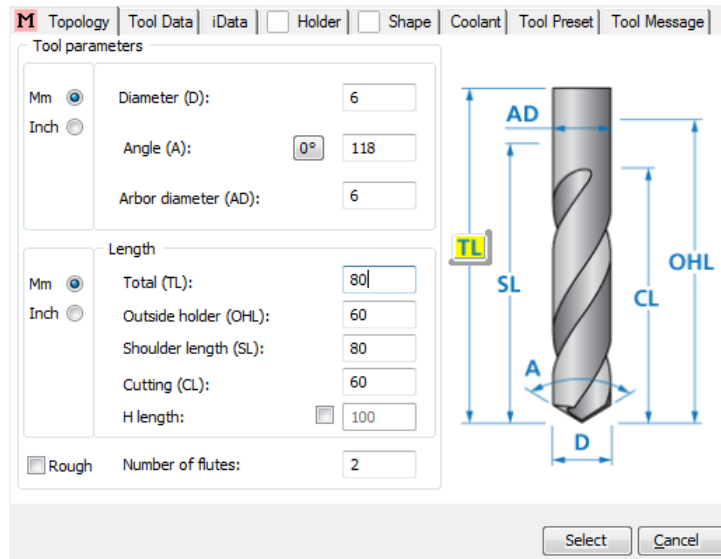 M Topology Tool Data iData Holder Shape Coolant Tool Preset Tool Message
Tool parameters
Mm Diameter (D): 6
Inch
Angle (A): 0° 118
Arbor diameter (AD): 6
Length
Mm Total (TL): 80
Inch Outside holder (OHL): 60
Shoulder length (SL): 80
Cutting (CL): 60
H length: 100
Rough Number of flutes: 2
AD
TL
OHL
SL
CL
A
D
Select Cancel